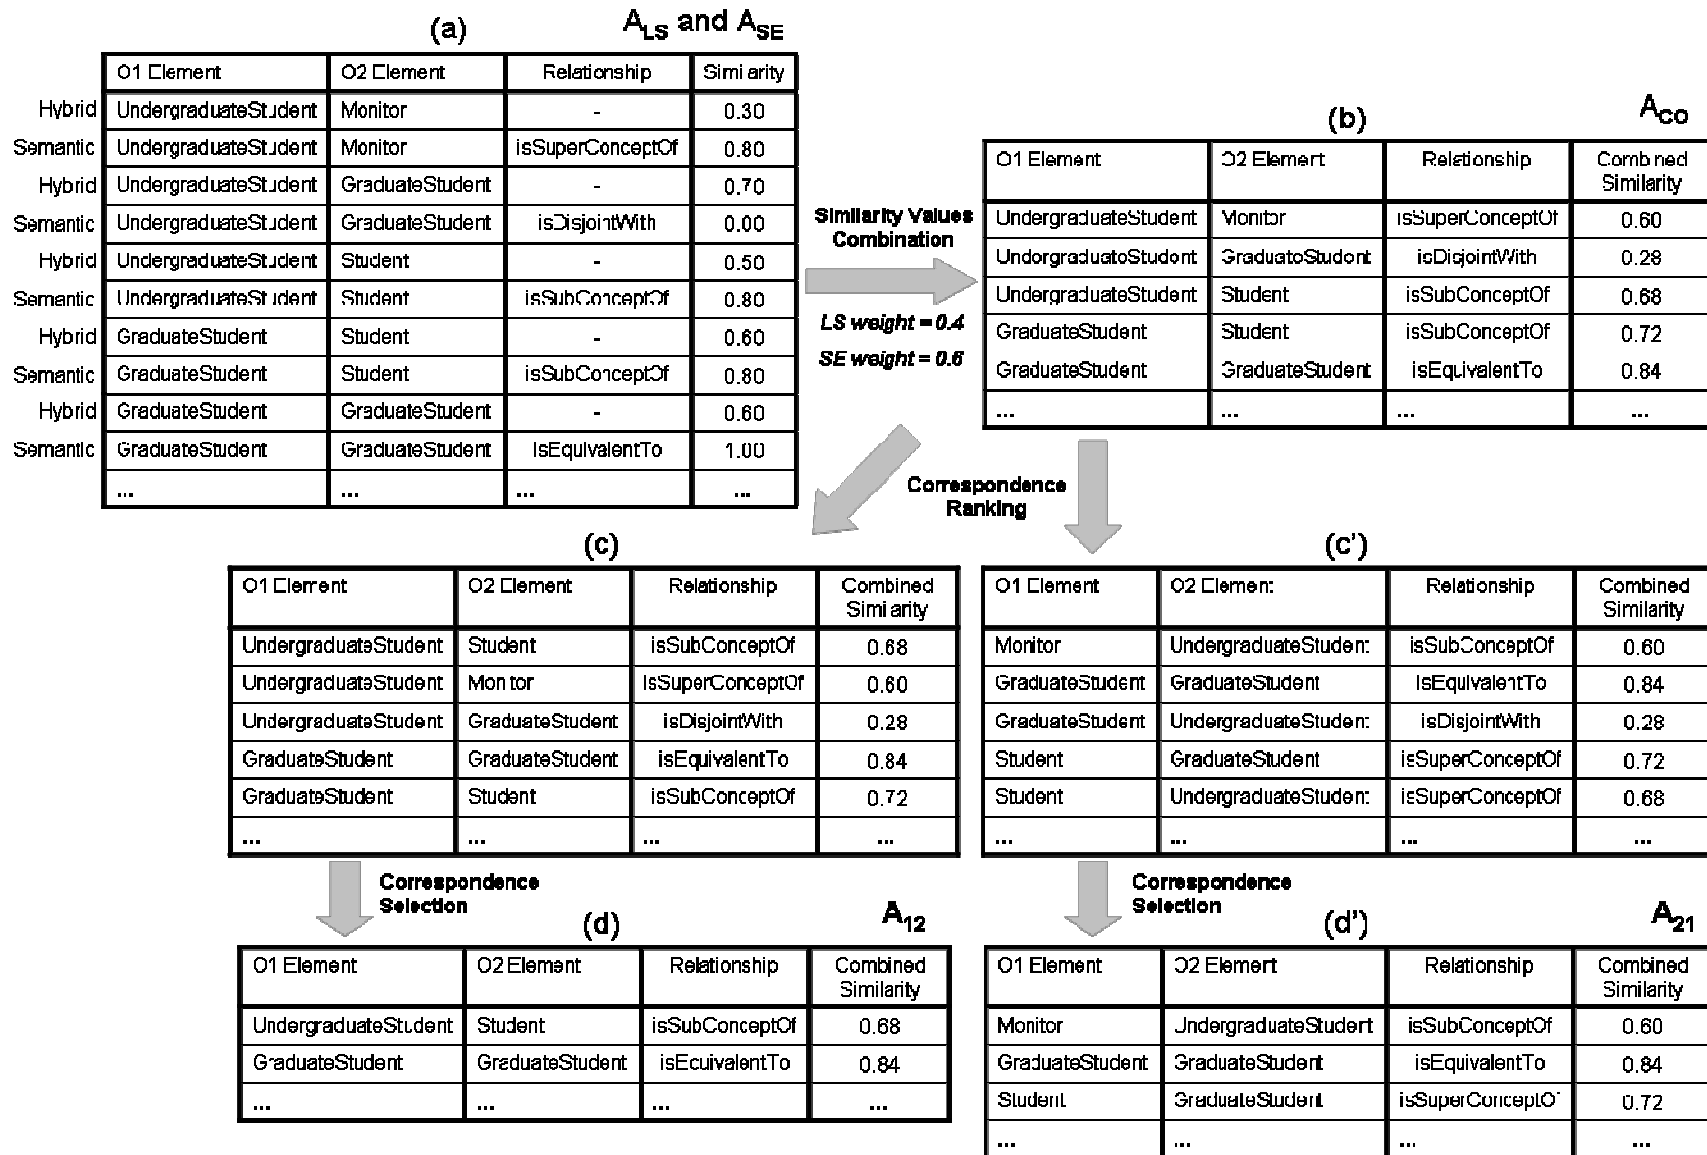 (a) A_LS and A_SE
O1 Element O2 Element Relationship Similarity
Hybrid UndergraduateStudent Monitor - 0.30
Semantic UndergraduateStudent Monitor isSuperConceptOf 0.80
Hybrid UndergraduateStudent GraduateStudent - 0.70
Semantic UndergraduateStudent GraduateStudent isDisjointWith 0.00
Hybrid UndergraduateStudent Student - 0.50
Semantic UndergraduateStudent Student isSubConceptOf 0.80
Hybrid GraduateStudent Student - 0.60
Semantic GraduateStudent Student isSubConceptOf 0.80
Hybrid GraduateStudent GraduateStudent - 0.60
Semantic GraduateStudent GraduateStudent isEquivalentTo 1.00
... ... ... ...
Similarity Values
Combination
LS weight = 0.4
SE weight = 0.6
(b) A_CO
O1 Element O2 Element Relationship Combined
Similarity
UndergraduateStudent Monitor isSuperConceptOf 0.60
UndergraduateStudent GraduateStudent isDisjointWith 0.28
UndergraduateStudent Student isSubConceptOf 0.68
GraduateStudent Student isSubConceptOf 0.72
GraduateStudent GraduateStudent isEquivalentTo 0.84
... ... ... ...
Correspondence
Ranking
(c)
O1 Element O2 Element Relationship Combined
Similarity
UndergraduateStudent Student isSubConceptOf 0.68
UndergraduateStudent Monitor isSuperConceptOf 0.60
UndergraduateStudent GraduateStudent isDisjointWith 0.28
GraduateStudent GraduateStudent isEquivalentTo 0.84
GraduateStudent Student isSubConceptOf 0.72
... ... ... ...
(c')
O1 Element O2 Element Relationship Combined
Similarity
Monitor UndergraduateStudent isSubConceptOf 0.60
GraduateStudent GraduateStudent isEquivalentTo 0.84
GraduateStudent UndergraduateStudent isDisjointWith 0.28
Student GraduateStudent isSuperConceptOf 0.72
Student UndergraduateStudent isSuperConceptOf 0.68
... ... ... ...
Correspondence
Selection
(d) A_12
O1 Element O2 Element Relationship Combined
Similarity
UndergraduateStudent Student isSubConceptOf 0.68
GraduateStudent GraduateStudent isEquivalentTo 0.84
... ... ... ...
Correspondence
Selection
(d') A_21
O1 Element O2 Element Relationship Combined
Similarity
Monitor UndergraduateStudent isSubConceptOf 0.60
GraduateStudent GraduateStudent isEquivalentTo 0.84
Student GraduateStudent isSuperConceptOf 0.72
... ... ... ...